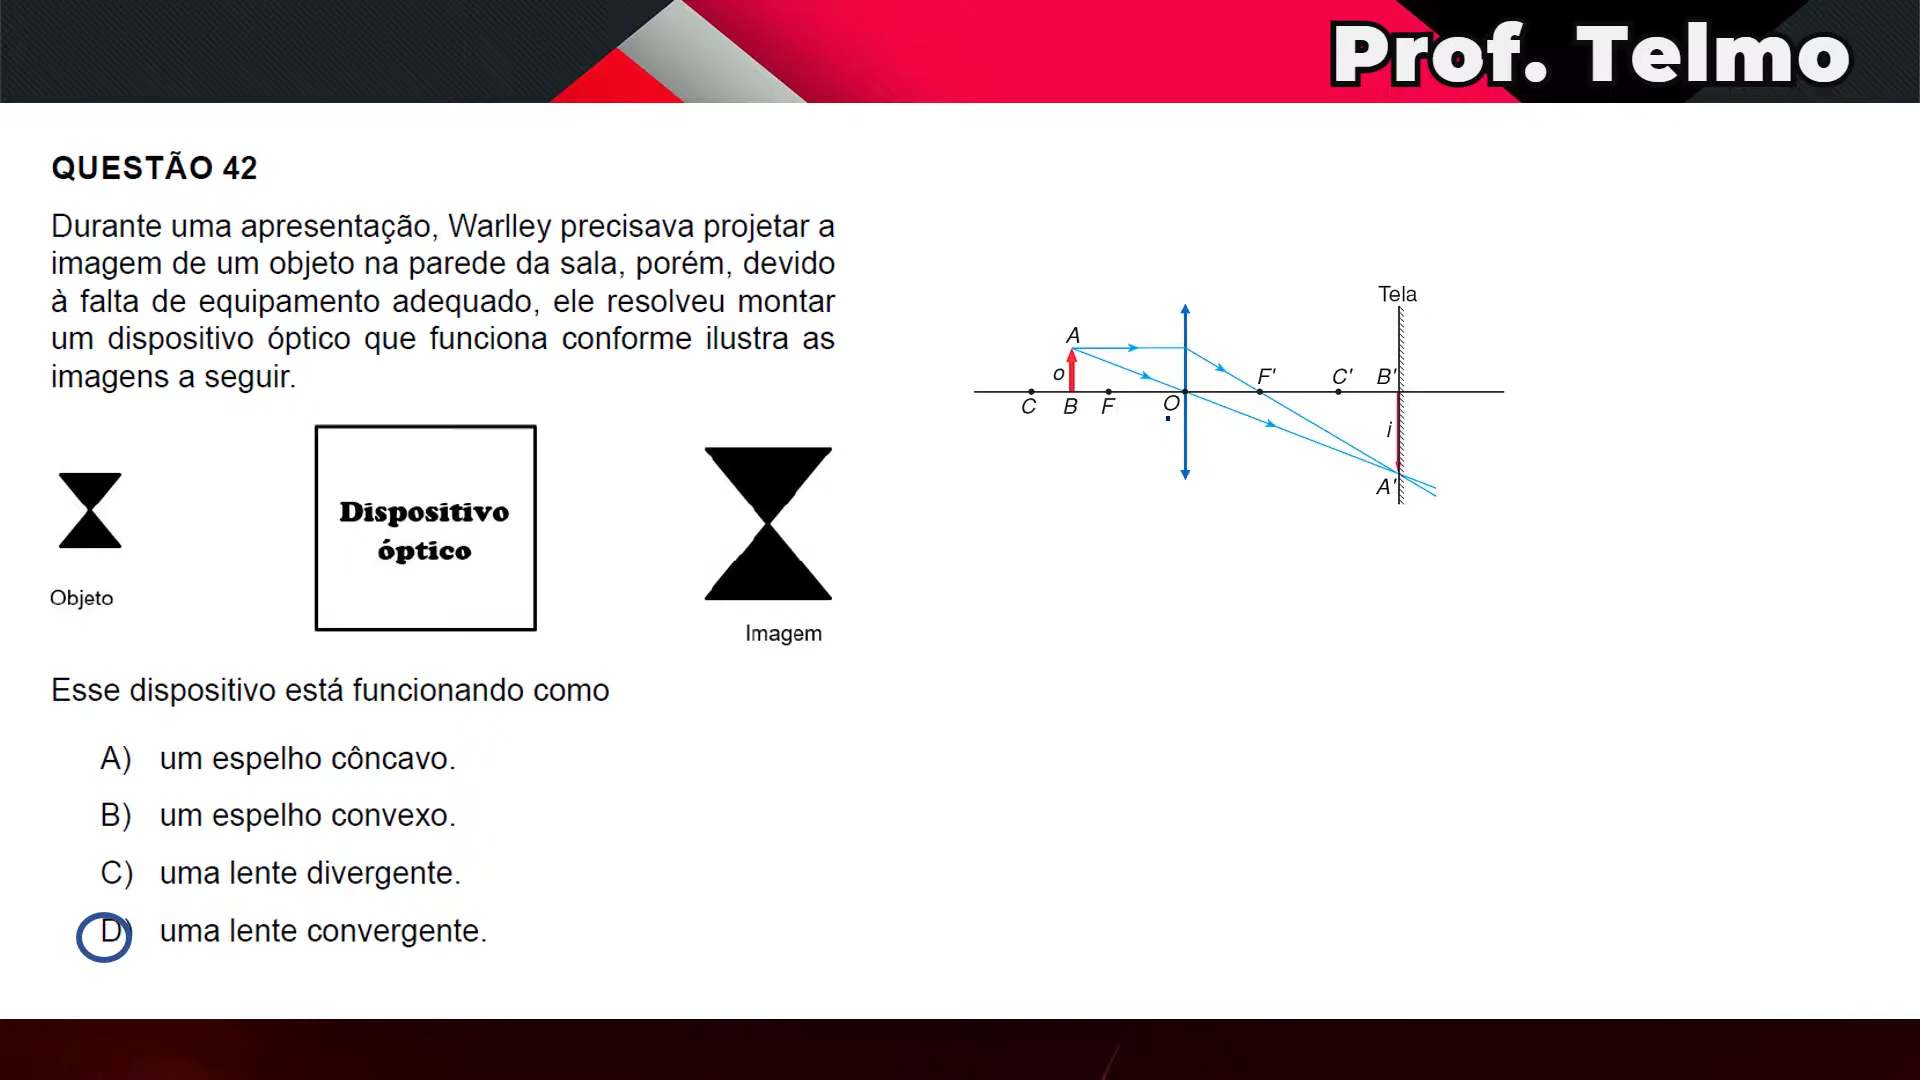 Prof. Telmo
QUESTÃO 42
Durante uma apresentação, Warlley precisava projetar a
imagem de um objeto na parede da sala, porém, devido
à falta de equipamento adequado, ele resolveu montar
um dispositivo óptico que funciona conforme ilustra as
imagens a seguir.
Dispositivo
óptico
Objeto
Imagem
Esse dispositivo está funcionando como
A) um espelho côncavo.
B) um espelho convexo.
C) uma lente divergente.
D) uma lente convergente.
Tela
A
o
F' C' B'
C B F O
i
A'